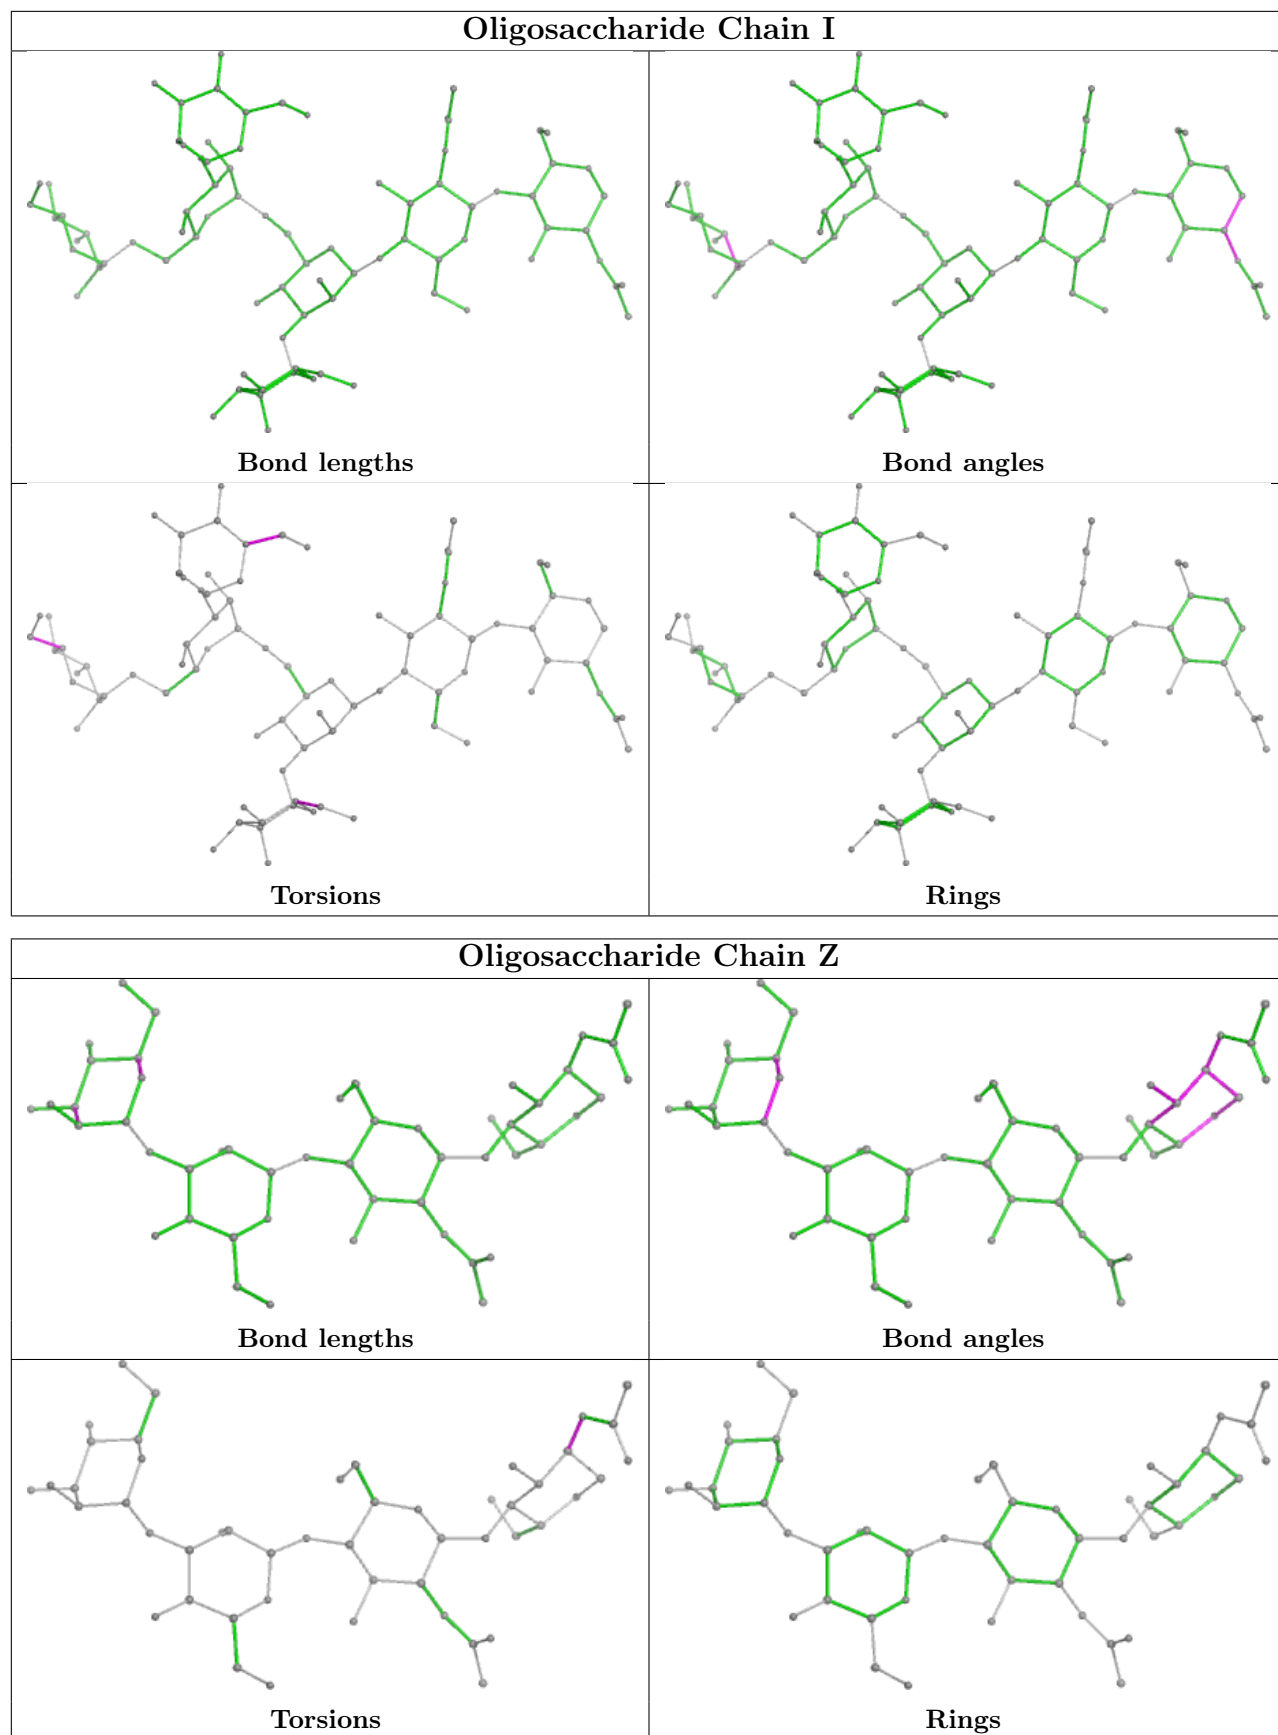 Oligosaccharide Chain I
Bond lengths
Bond angles
Torsions
Rings
Oligosaccharide Chain Z
Bond lengths
Bond angles
Torsions
Rings